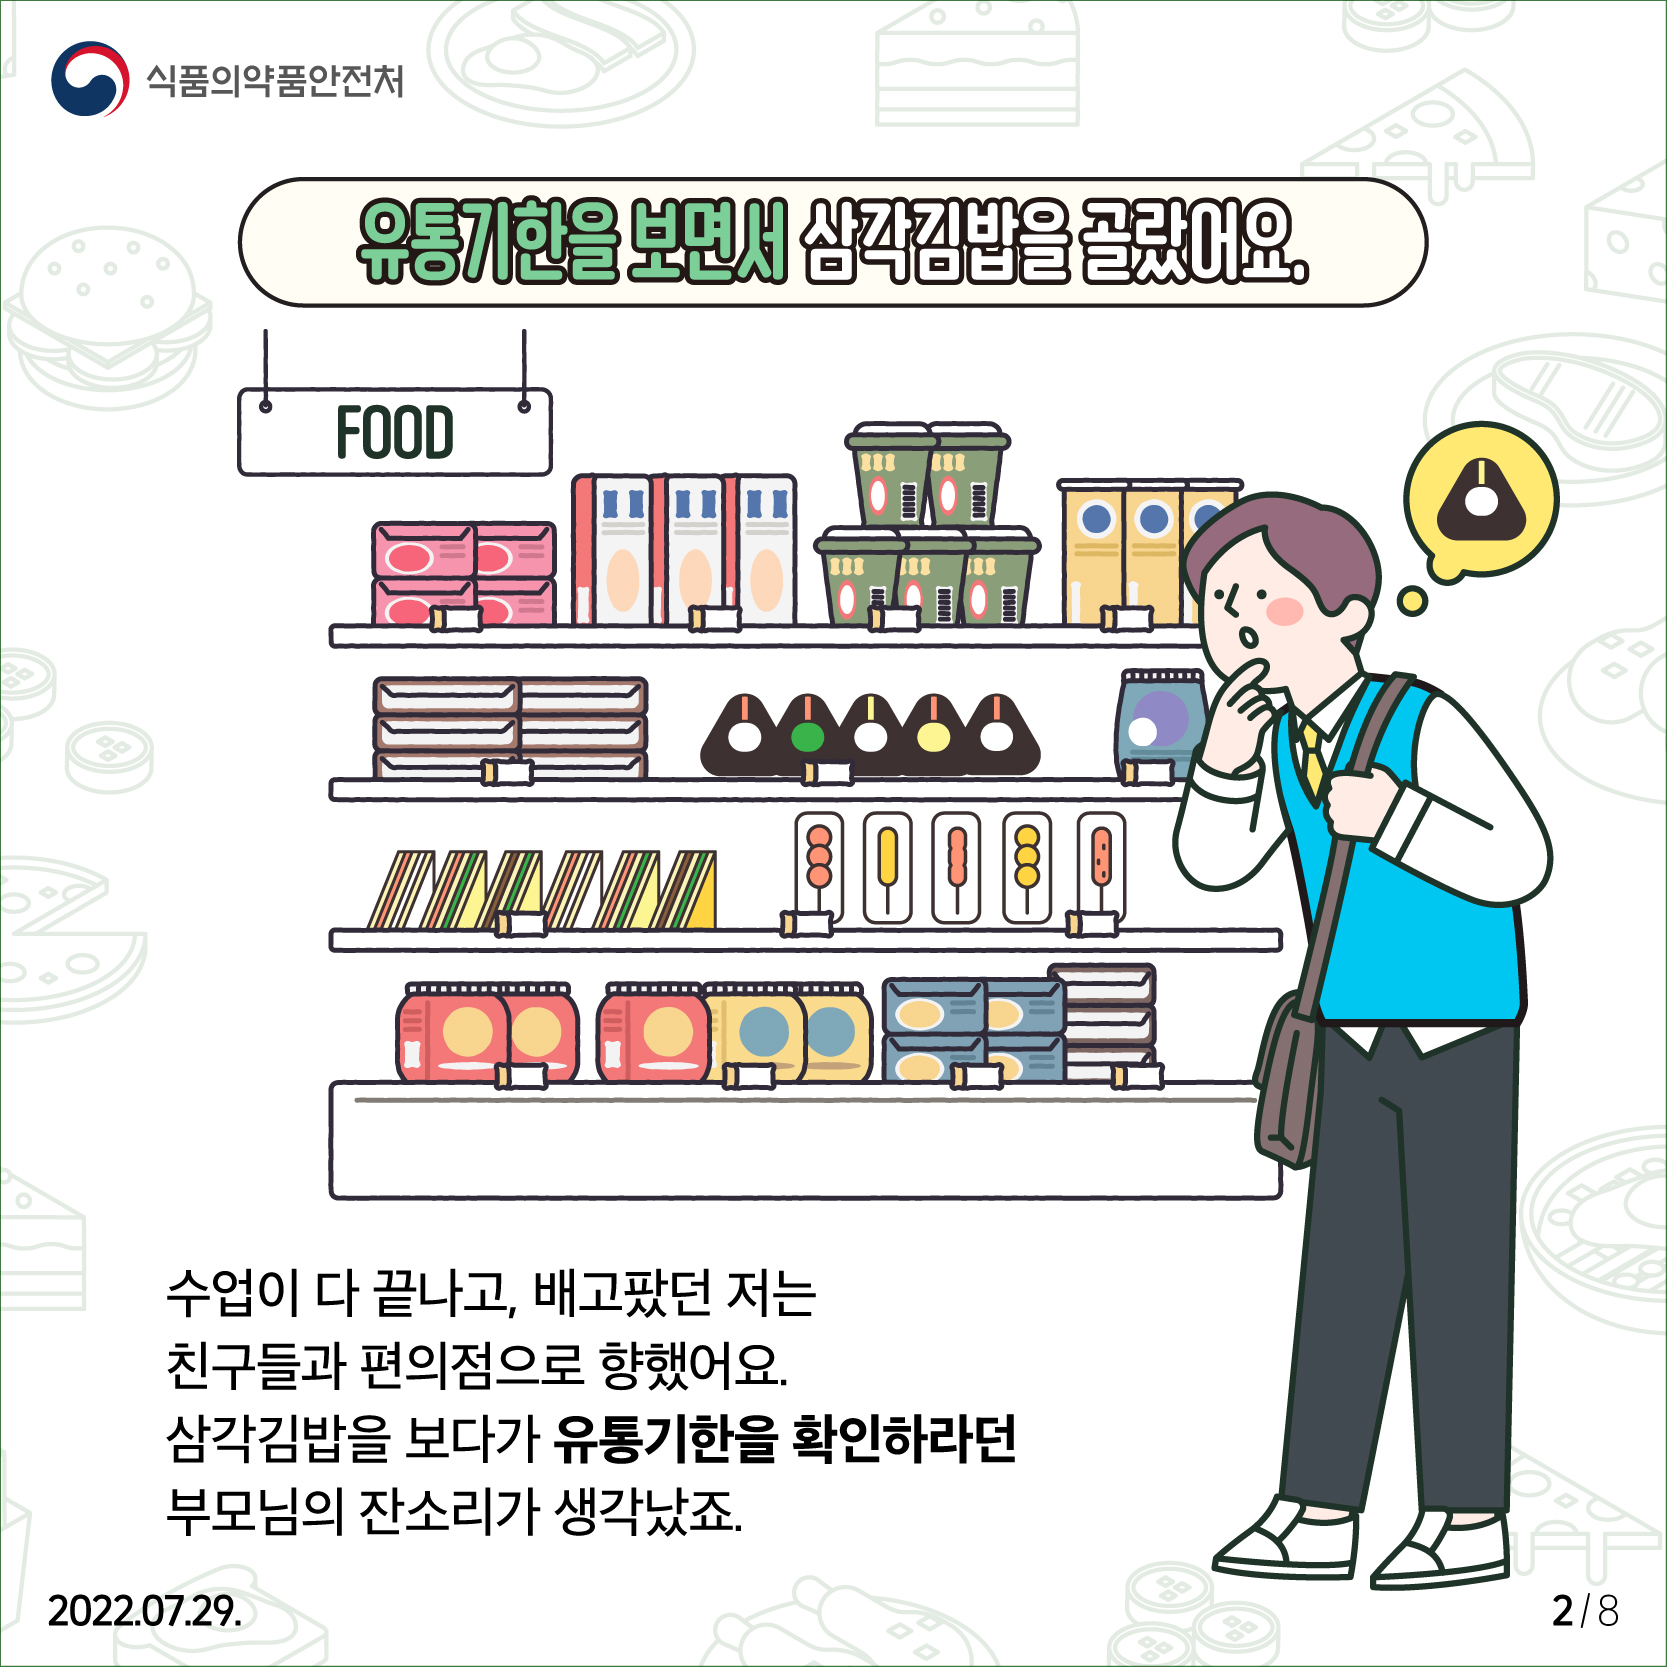 식품의약품안전처
유통기한을 보면서 삼각김밥을 골랐어요.
FOOD
수업이 다 끝나고, 배고팠던 저는
친구들과 편의점으로 향했어요.
삼각김밥을 보다가 유통기한을 확인하라던
부모님의 잔소리가 생각났죠.
2022.07.29.
2 / 8